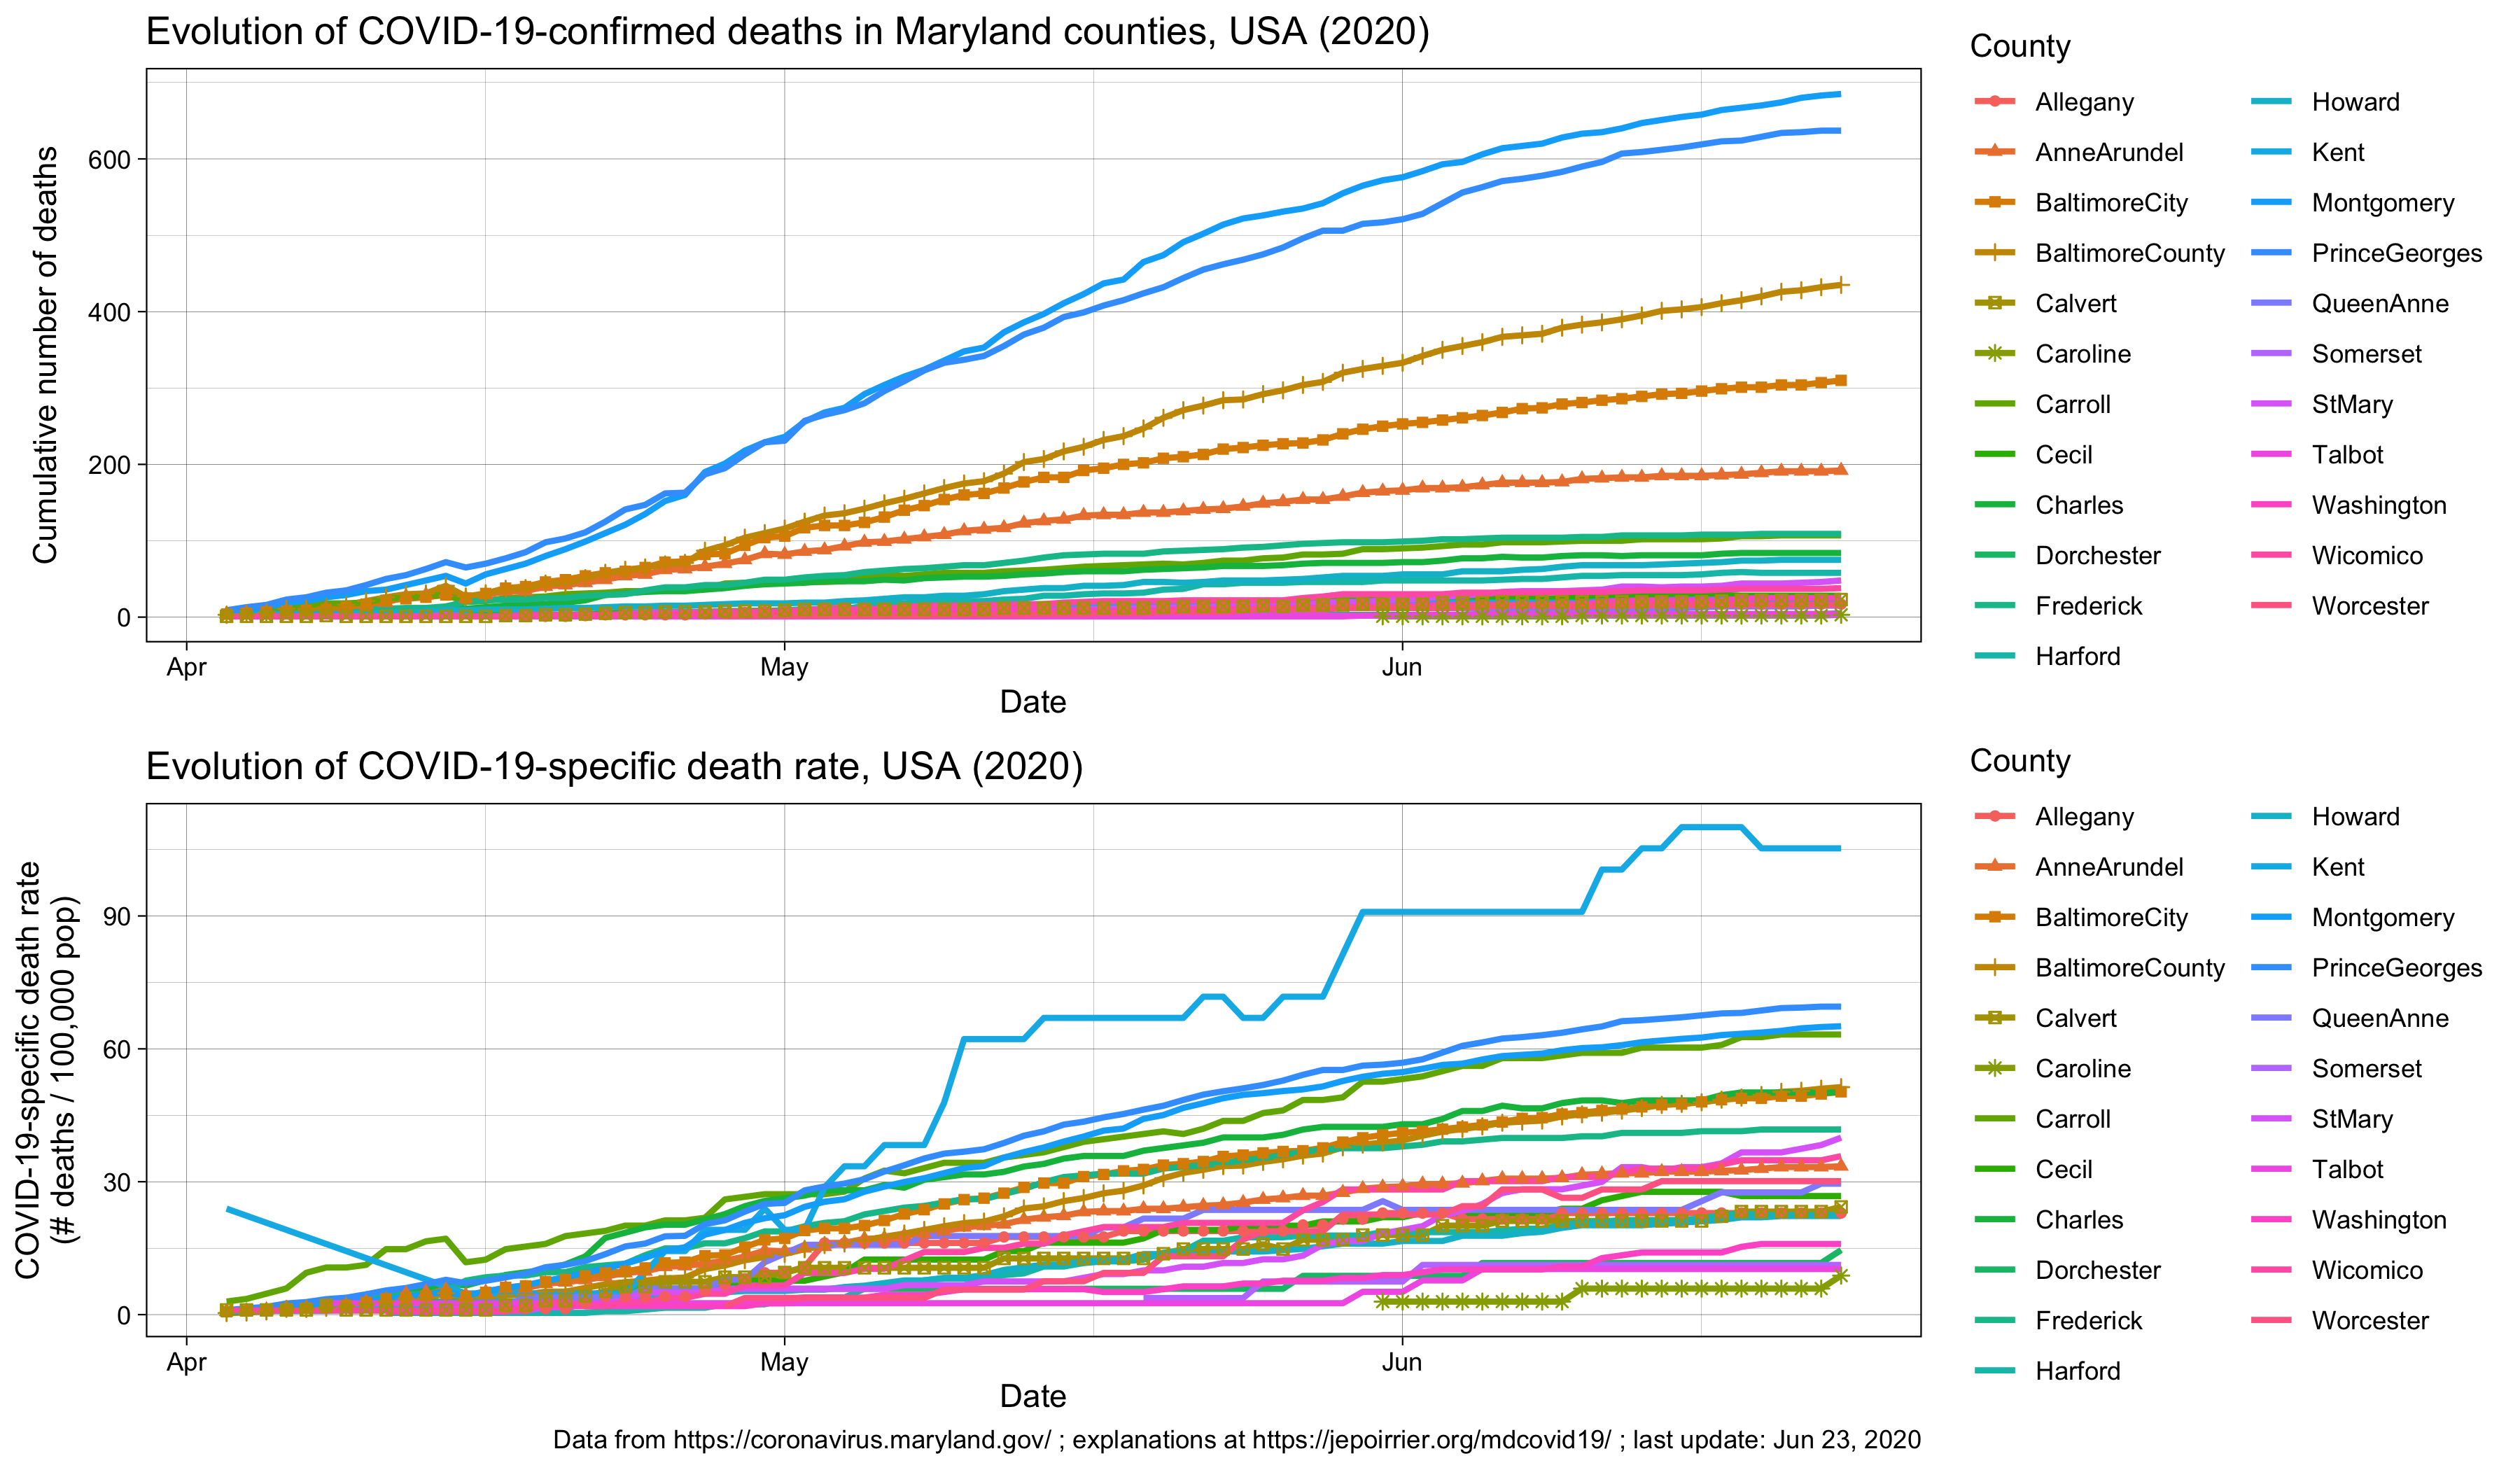 Evolution of COVID-19-confirmed deaths in Maryland counties, USA (2020)
Cumulative number of deaths
600
400
200
0
Apr
May
Jun
Date
County
Allegany
AnneArundel
BaltimoreCity
BaltimoreCounty
Calvert
Caroline
Carroll
Cecil
Charles
Dorchester
Frederick
Harford
Howard
Kent
Montgomery
PrinceGeorges
QueenAnne
Somerset
StMary
Talbot
Washington
Wicomico
Worcester
Evolution of COVID-19-specific death rate, USA (2020)
COVID-19-specific death rate
(# deaths / 100,000 pop)
90
60
30
0
Apr
May
Jun
Date
County
Allegany
AnneArundel
BaltimoreCity
BaltimoreCounty
Calvert
Caroline
Carroll
Cecil
Charles
Dorchester
Frederick
Harford
Howard
Kent
Montgomery
PrinceGeorges
QueenAnne
Somerset
StMary
Talbot
Washington
Wicomico
Worcester
Data from https://coronavirus.maryland.gov/ ; explanations at https://jepoirrier.org/mdcovid19/ ; last update: Jun 23, 2020